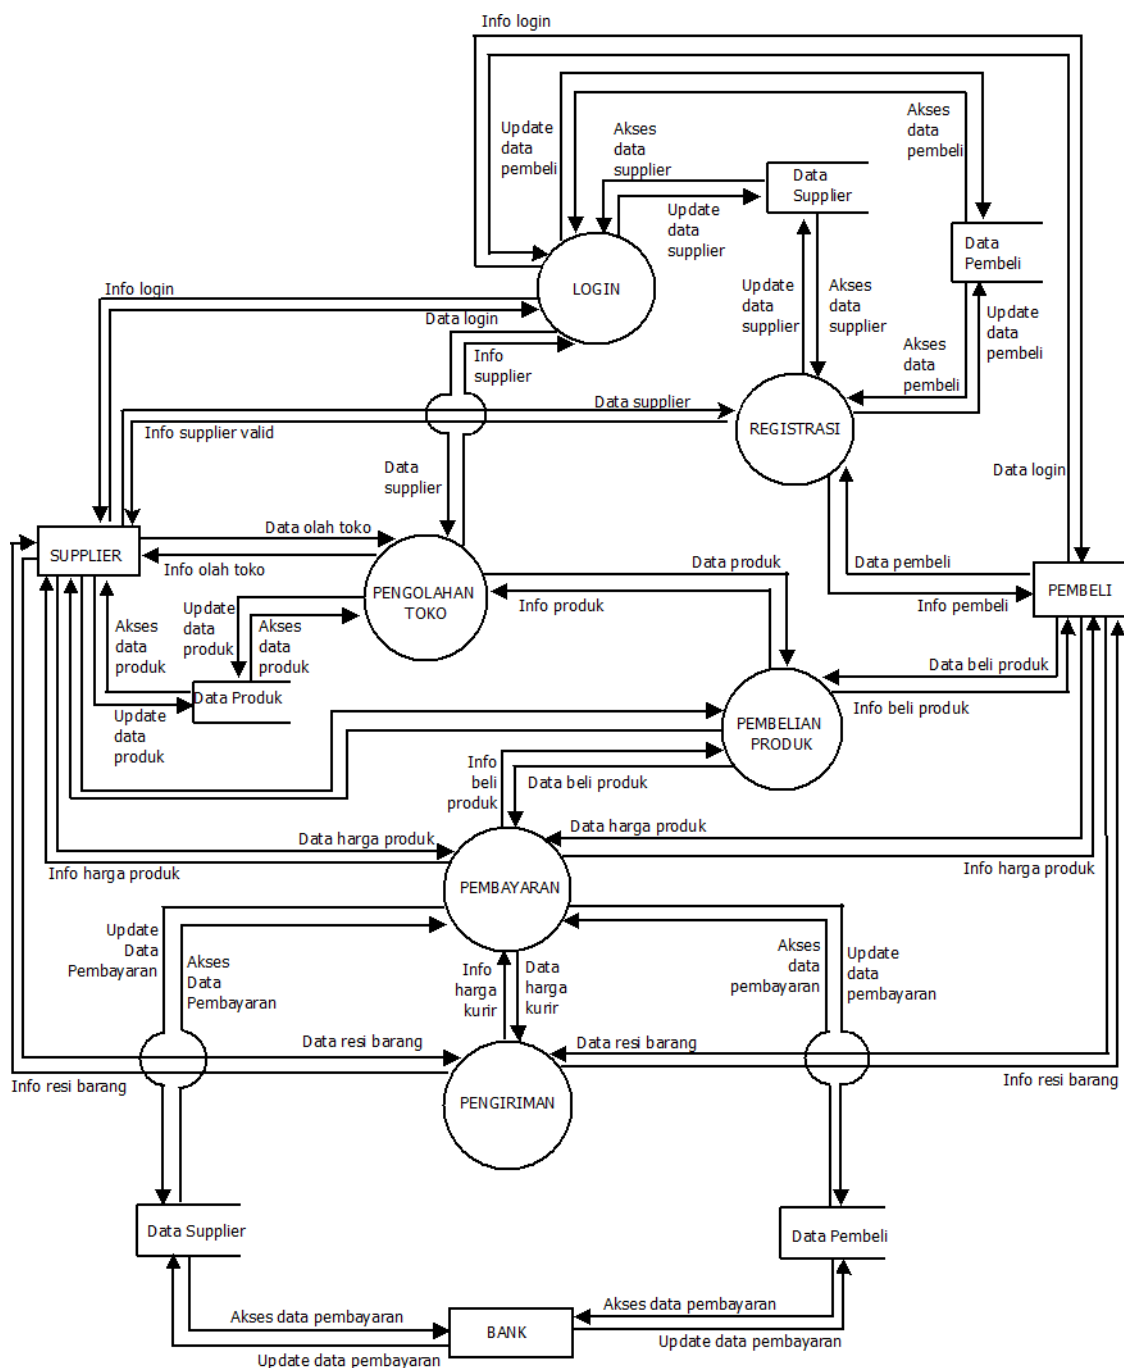 Info login
Update
data
pembeli
Akses
data
supplier
Akses
data
pembeli
Data
Supplier
Update
data
supplier
Data
Pembeli
LOGIN
Info login
Data login
Update
data
supplier
Akses
data
supplier
Update
data
pembeli
Info
supplier
Akses
data
pembeli
Data supplier
Info supplier valid
REGISTRASI
Data
supplier
Data login
SUPPLIER
Data olah toko
Info olah toko
PENGOLAHAN
TOKO
Data produk
Info produk
Data pembeli
Info pembeli
PEMBELI
Akses
data
produk
Update
data
produk
Akses
data
produk
Data Produk
Update
data
produk
Data beli produk
Info beli produk
PEMBELIAN
PRODUK
Info
beli
produk
Data beli produk
Data harga produk
Data harga produk
Info harga produk
Info harga produk
PEMBAYARAN
Update
Data
Pembayaran
Akses
Data
Pembayaran
Info
harga
kurir
Data
harga
kurir
Akses
data
pembayaran
Update
data
pembayaran
Data resi barang
Data resi barang
Info resi barang
Info resi barang
PENGIRIMAN
Data Supplier
Data Pembeli
Akses data pembayaran
Akses data pembayaran
BANK
Update data pembayaran
Update data pembayaran